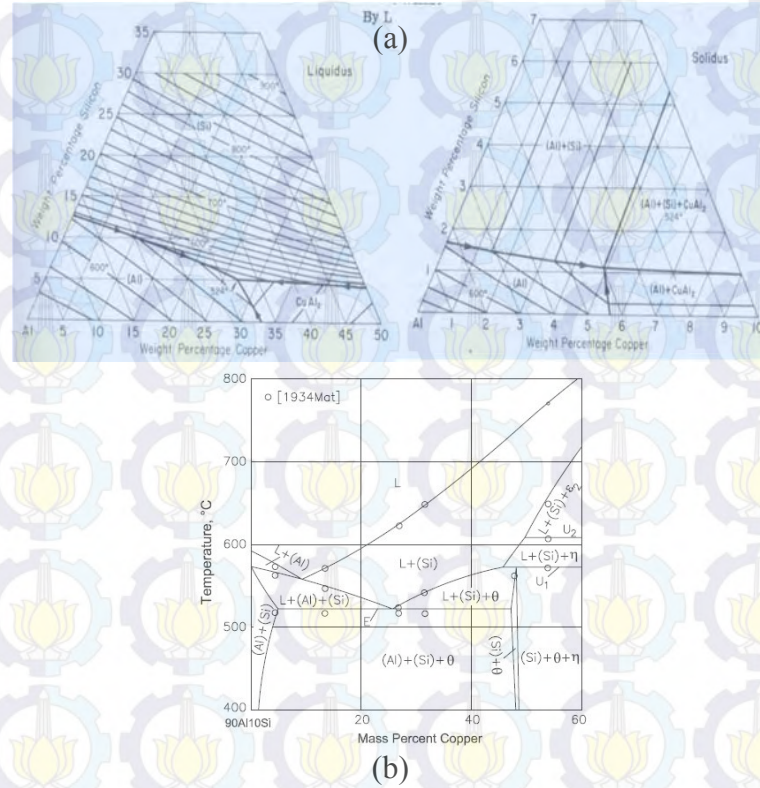 By L
(a)
Liquidus
Weight Percentage Silicon
35
30
25
20
15
10
5
900°
(Si)
800°
700°
600°
600°
(Al)
524°
CuAl₂
Al 5 10 15 20 25 30 35 40 45 50
Weight Percentage Copper
Solidus
Weight Percentage Silicon
7
6
5
4
3
2
1
(Al)+(Si)
(Al)+(Si)+CuAl₂
524°
(Al)
600°
(Al)+CuAl₂
Al 1 2 3 4 5 6 7 8 9 10
Weight Percentage Copper
Temperature, °C
800
700
600
500
400
[1934Mat]
L
L+(Al)
L+(Si)
L+(Si)+ε₂
U₂
L+(Si)+η
U₁
L+(Al)+(Si)
L+(Si)+θ
E
(Al)+(Si)
(Al)+(Si)+θ
θ+(Si)
(Si)+θ+η
90Al10Si 20 40 60
Mass Percent Copper
(b)